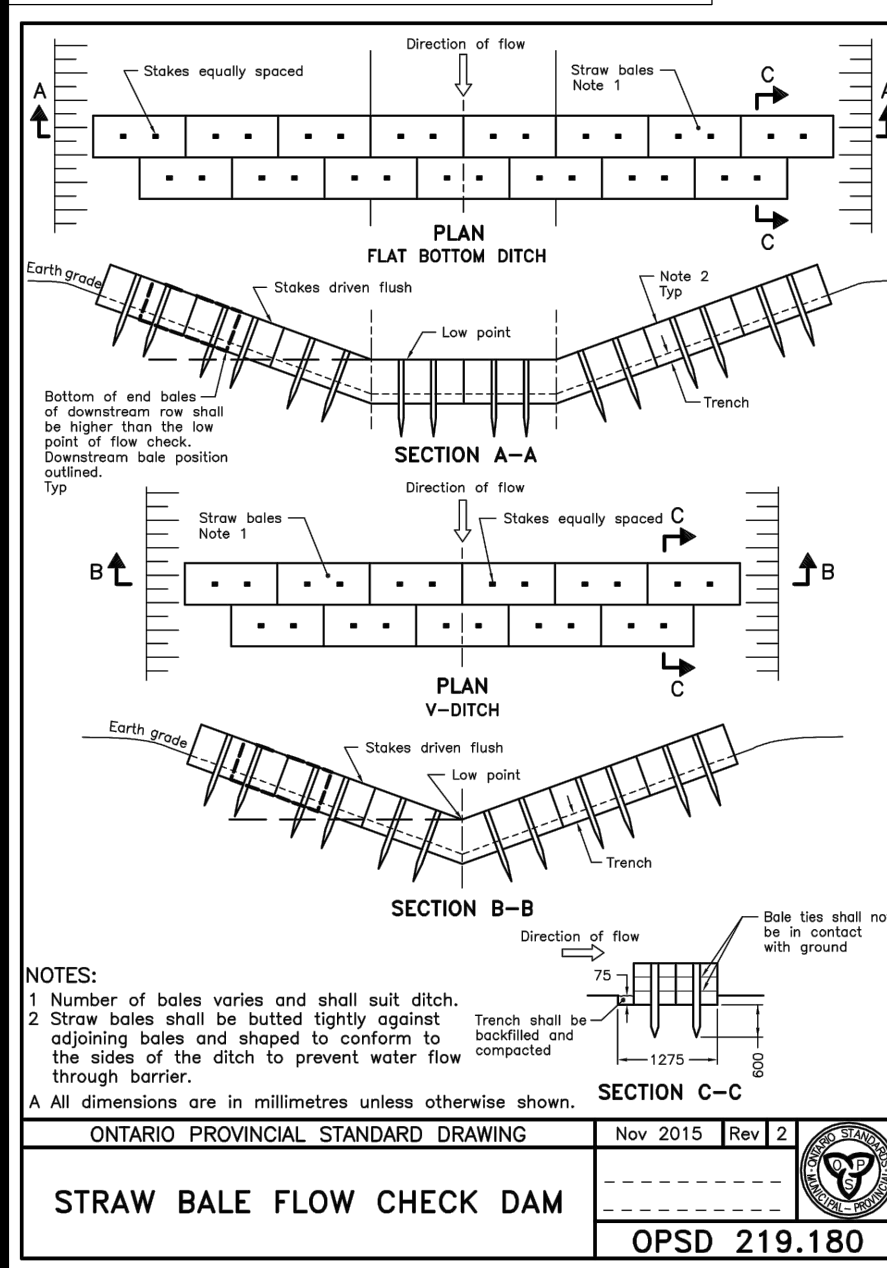 Direction of flow
Stakes equally spaced
Straw bales
Note 1
C
A
A
C
PLAN
FLAT BOTTOM DITCH
Earth grade
Stakes driven flush
Note 2
Typ
Low point
Trench
Bottom of end bales
of downstream row shall
be higher than the low
point of flow check.
Downstream bale position
outlined.
Typ
SECTION A-A
Direction of flow
Straw bales
Note 1
Stakes equally spaced
C
B
B
C
PLAN
V-DITCH
Earth grade
Stakes driven flush
Low point
Trench
SECTION B-B
Direction of flow
Bale ties shall no
be in contact
with ground
75
Trench shall be
backfilled and
compacted
1275
600
SECTION C-C
NOTES:
1 Number of bales varies and shall suit ditch.
2 Straw bales shall be butted tightly against
adjoining bales and shaped to conform to
the sides of the ditch to prevent water flow
through barrier.
A All dimensions are in millimetres unless otherwise shown.
ONTARIO PROVINCIAL STANDARD DRAWING
Nov 2015 Rev 2
STRAW BALE FLOW CHECK DAM
ONTARIO STANDARDS
MUNICIPAL-PROVINCIAL
O P S
OPSD 219.180